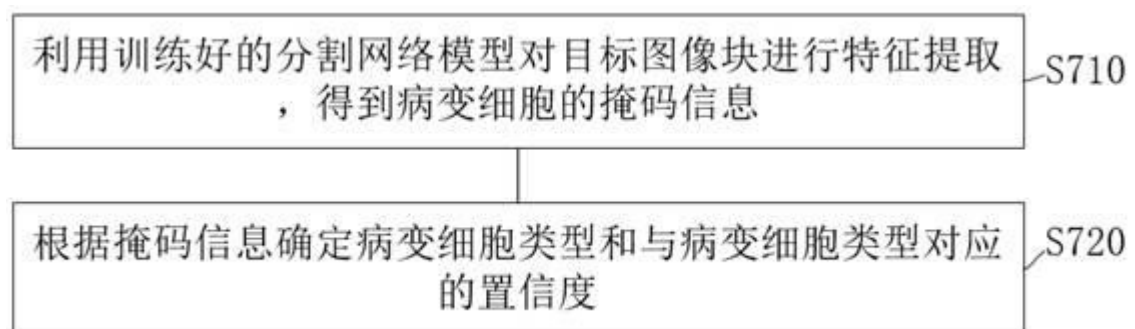 利用训练好的分割网络模型对目标图像块进行特征提取
，得到病变细胞的掩码信息
S710
根据掩码信息确定病变细胞类型和与病变细胞类型对应
的置信度
S720